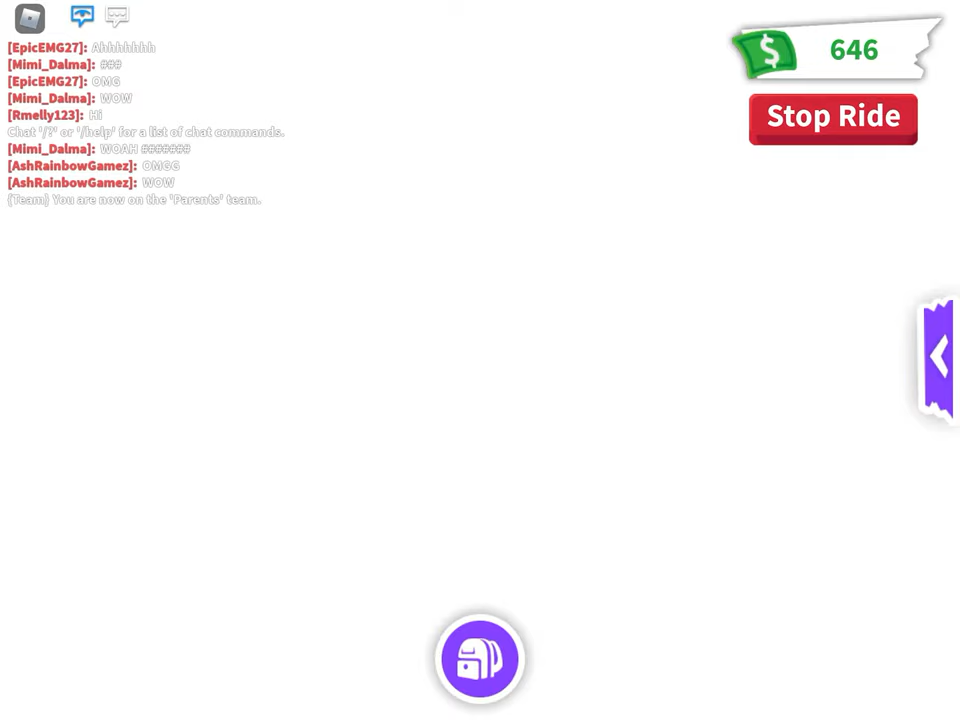 [EpicEMG27]: Ahhhhhhh
[Mimi_Dalma]: ###
[EpicEMG27]: OMG
[Mimi_Dalma]: WOW
[Rmelly123]: Hi
Chat '/?' or '/help' for a list of chat commands.
[Mimi_Dalma]: WOAH #######
[AshRainbowGamez]: OMGG
[AshRainbowGamez]: WOW
{Team} You are now on the 'Parents' team.
$ 646
Stop Ride